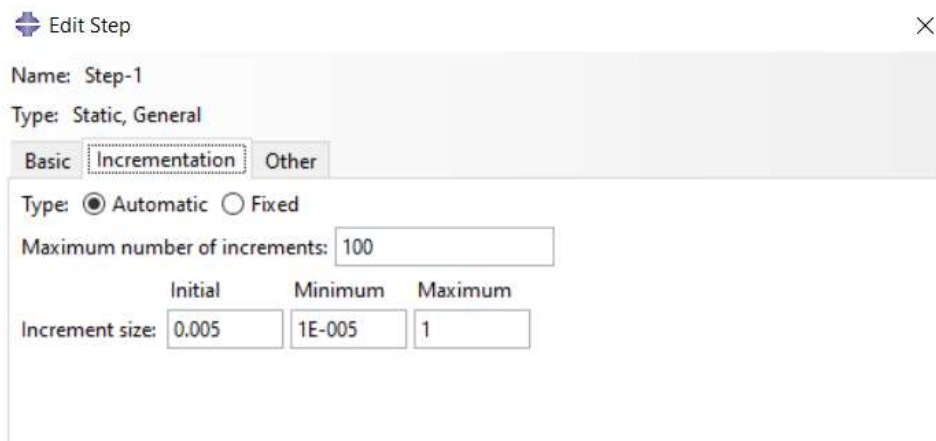 Edit Step
Name: Step-1
Type: Static, General
Basic Incrementation Other
Type: Automatic Fixed
Maximum number of increments: 100
Initial Minimum Maximum
Increment size: 0.005 1E-005 1